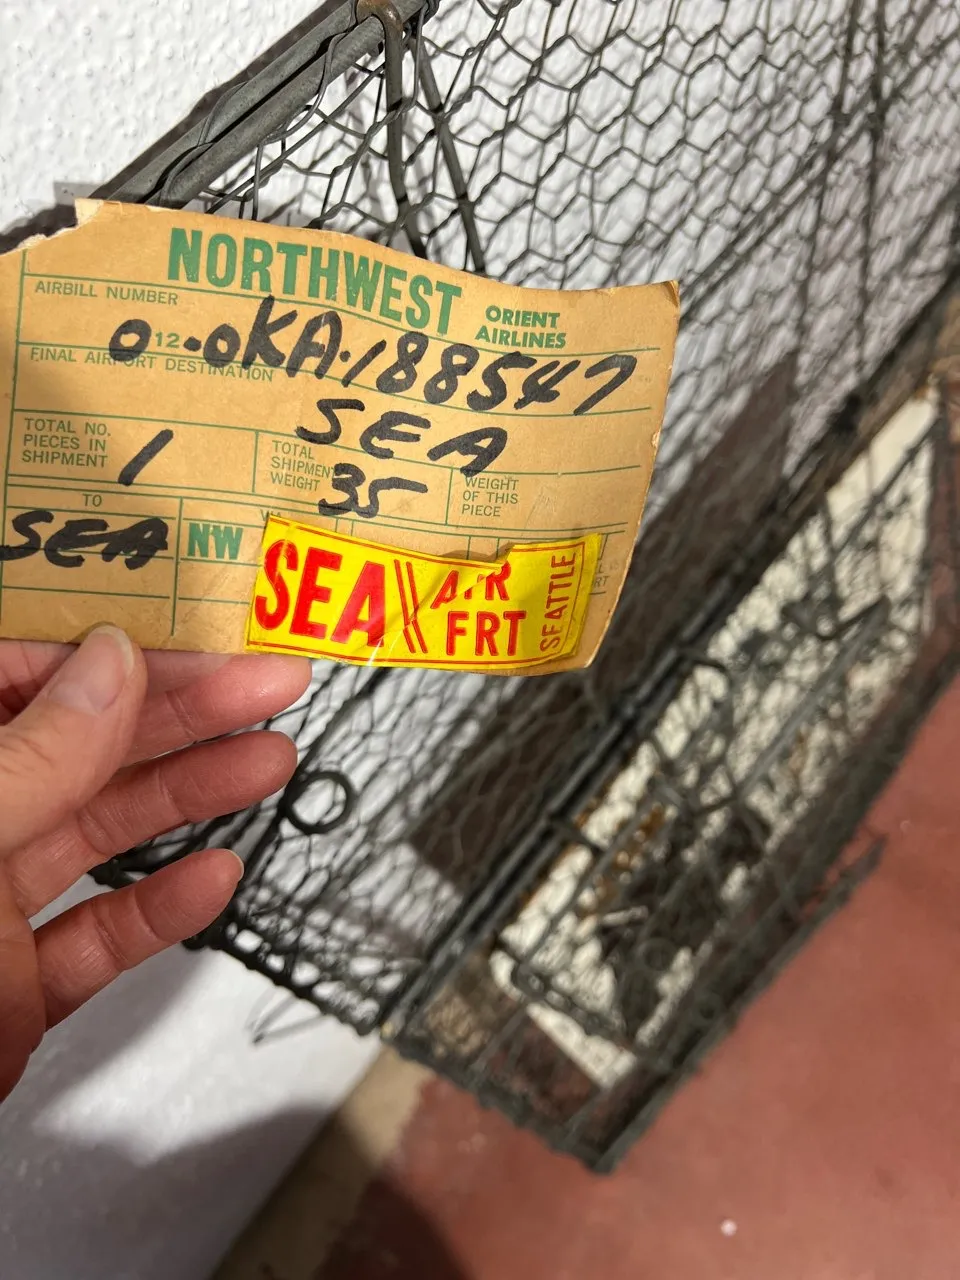 NORTHWEST ORIENT AIRLINES
AIRBILL NUMBER
012-OKA-188547
FINAL AIRPORT DESTINATION
SEA
TOTAL NO. PIECES IN SHIPMENT
1
TOTAL SHIPMENT WEIGHT
35
WEIGHT OF THIS PIECE
TO
SEA
NW
SEA AIR FRT SEATTLE